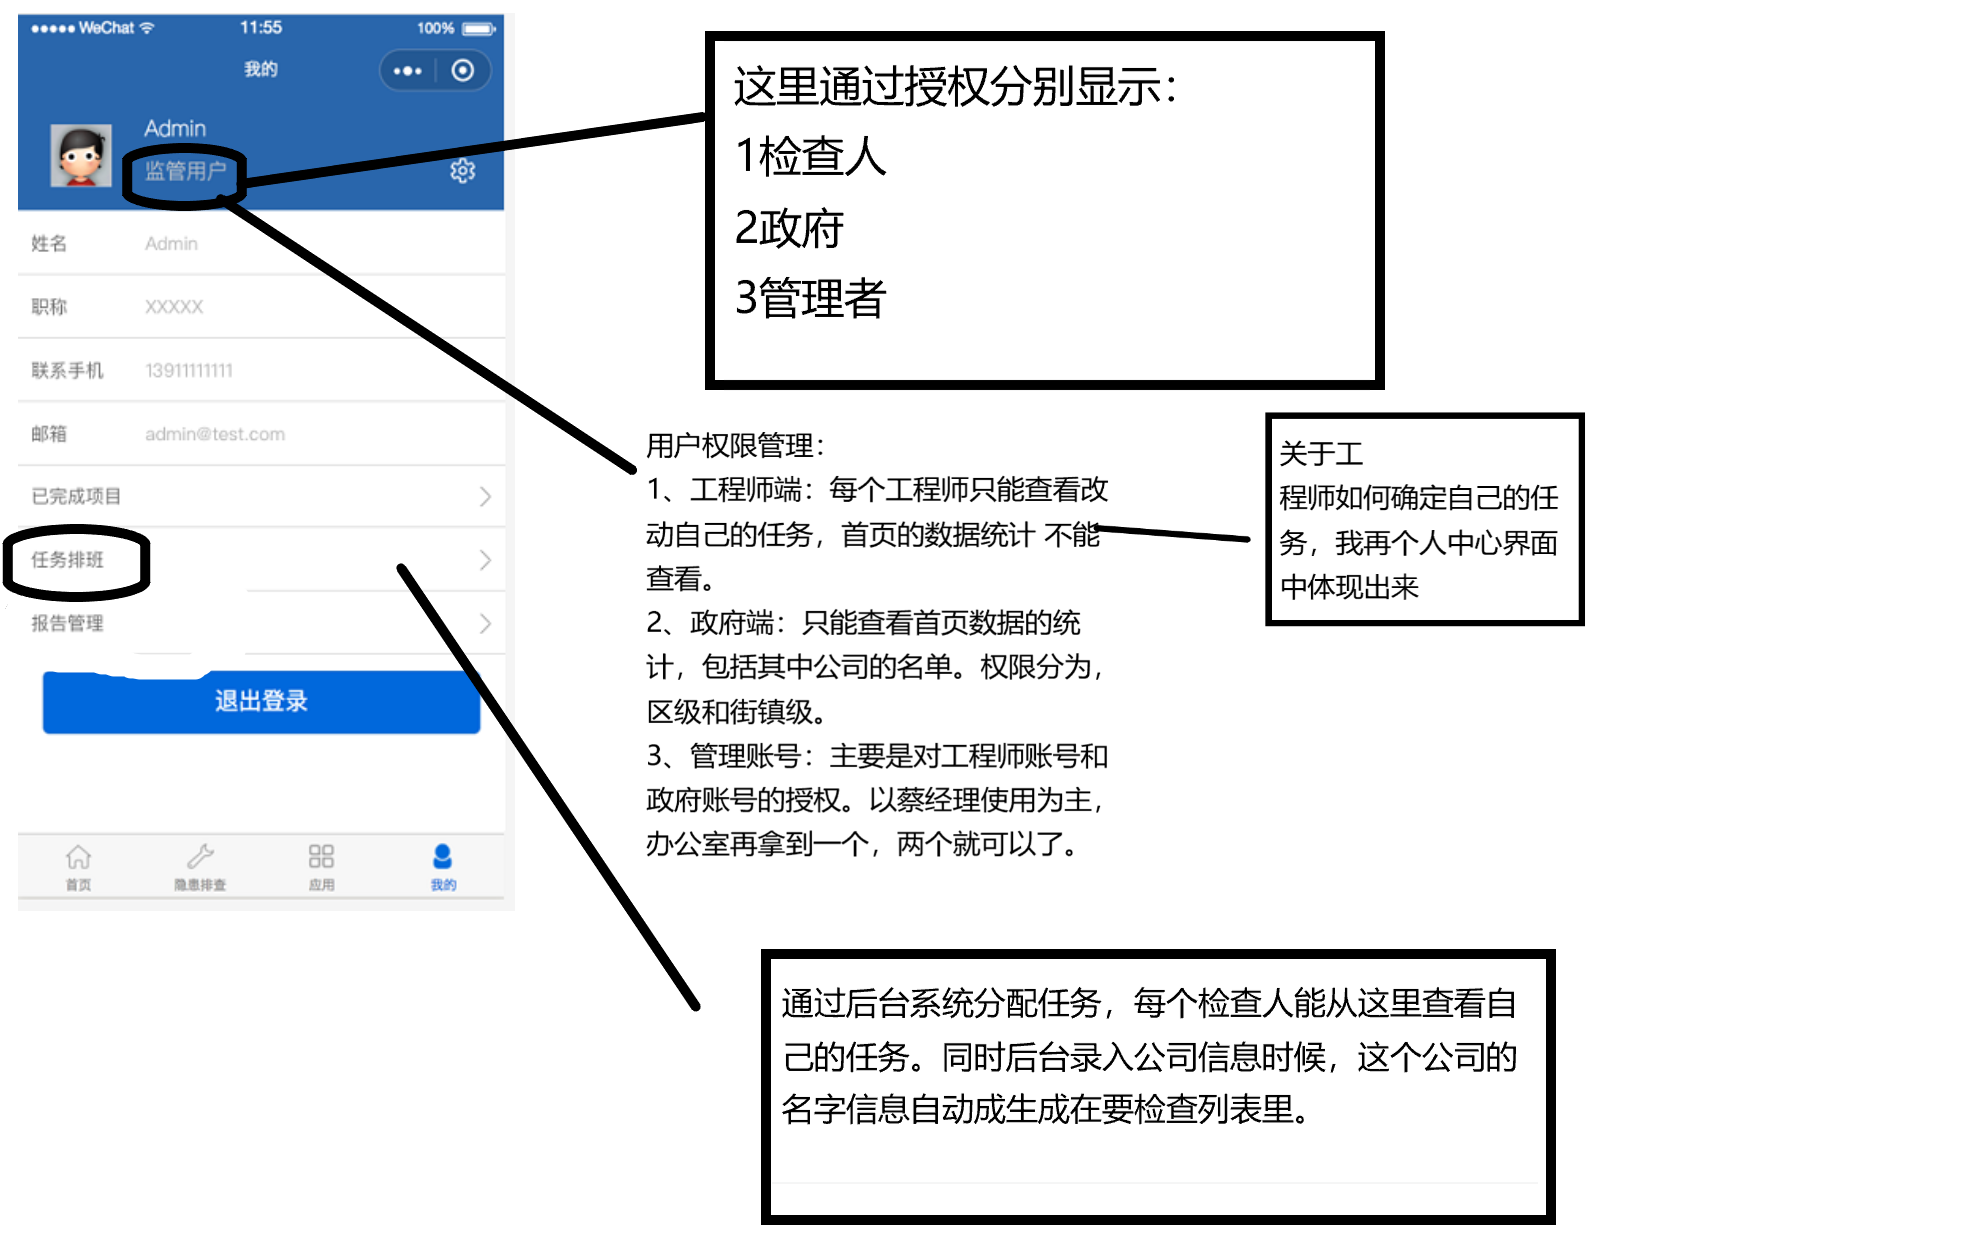 WeChat 11:55 100%
我的
Admin
监管用户
姓名 Admin
职称 XXXXX
联系手机 13911111111
邮箱 admin@test.com
已完成项目
任务排班
报告管理
退出登录
首页 隐患排查 应用 我的
这里通过授权分别显示：
1检查人
2政府
3管理者
用户权限管理：
1、工程师端：每个工程师只能查看改
动自己的任务，首页的数据统计 不能
查看。
2、政府端：只能查看首页数据的统
计，包括其中公司的名单。权限分为，
区级和街镇级。
3、管理账号：主要是对工程师账号和
政府账号的授权。以蔡经理使用为主，
办公室再拿到一个，两个就可以了。
关于工
程师如何确定自己的任
务，我再个人中心界面
中体现出来
通过后台系统分配任务，每个检查人能从这里查看自
己的任务。同时后台录入公司信息时候，这个公司的
名字信息自动成生成在要检查列表里。